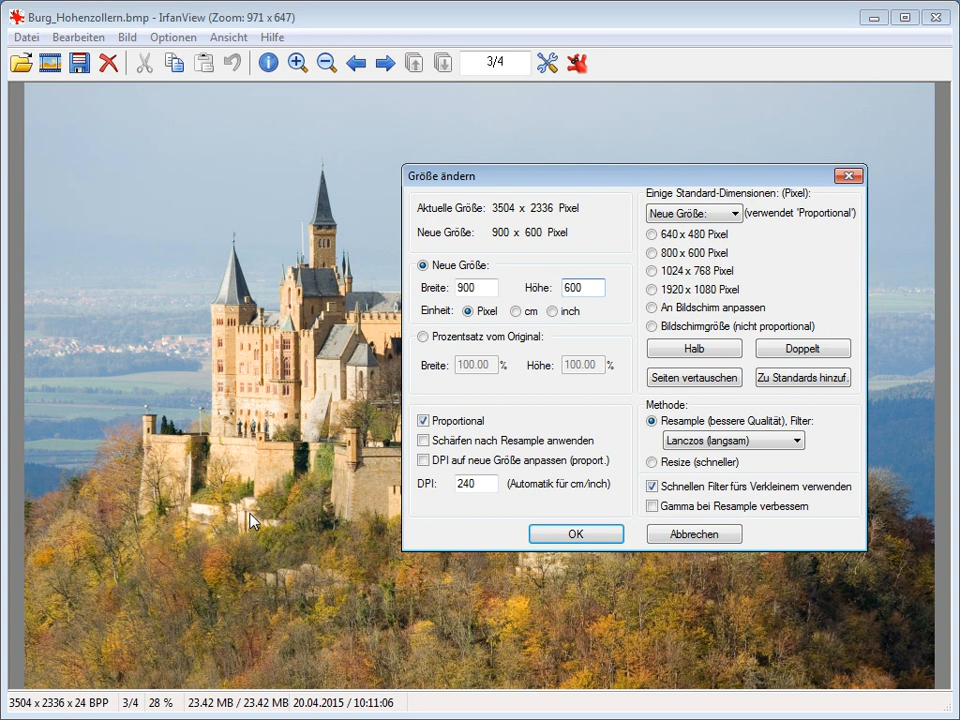 Burg_Hohenzollern.bmp - IrfanView (Zoom: 971 x 647)
Datei Bearbeiten Bild Optionen Ansicht Hilfe
3/4
Größe ändern
Aktuelle Größe: 3504 x 2336 Pixel
Neue Größe: 900 x 600 Pixel
Neue Größe:
Breite: 900 Höhe: 600
Einheit: Pixel cm inch
Prozentsatz vom Original:
Breite: 100.00 % Höhe: 100.00 %
Proportional
Schärfen nach Resample anwenden
DPI auf neue Größe anpassen (proport.)
DPI: 240 (Automatik für cm/inch)
Einige Standard-Dimensionen: (Pixel):
Neue Größe: (verwendet 'Proportional')
640 x 480 Pixel
800 x 600 Pixel
1024 x 768 Pixel
1920 x 1080 Pixel
An Bildschim anpassen
Bildschirmgröße (nicht proportional)
Halb Doppelt
Seiten vertauschen Zu Standards hinzuf.
Methode:
Resample (bessere Qualität), Filter:
Lanczos (langsam)
Resize (schneller)
Schnellen Filter fürs Verkleinern verwenden
Gamma bei Resample verbessern
OK Abbrechen
3504 x 2336 x 24 BPP 3/4 28 % 23.42 MB / 23.42 MB 20.04.2015 / 10:11:06